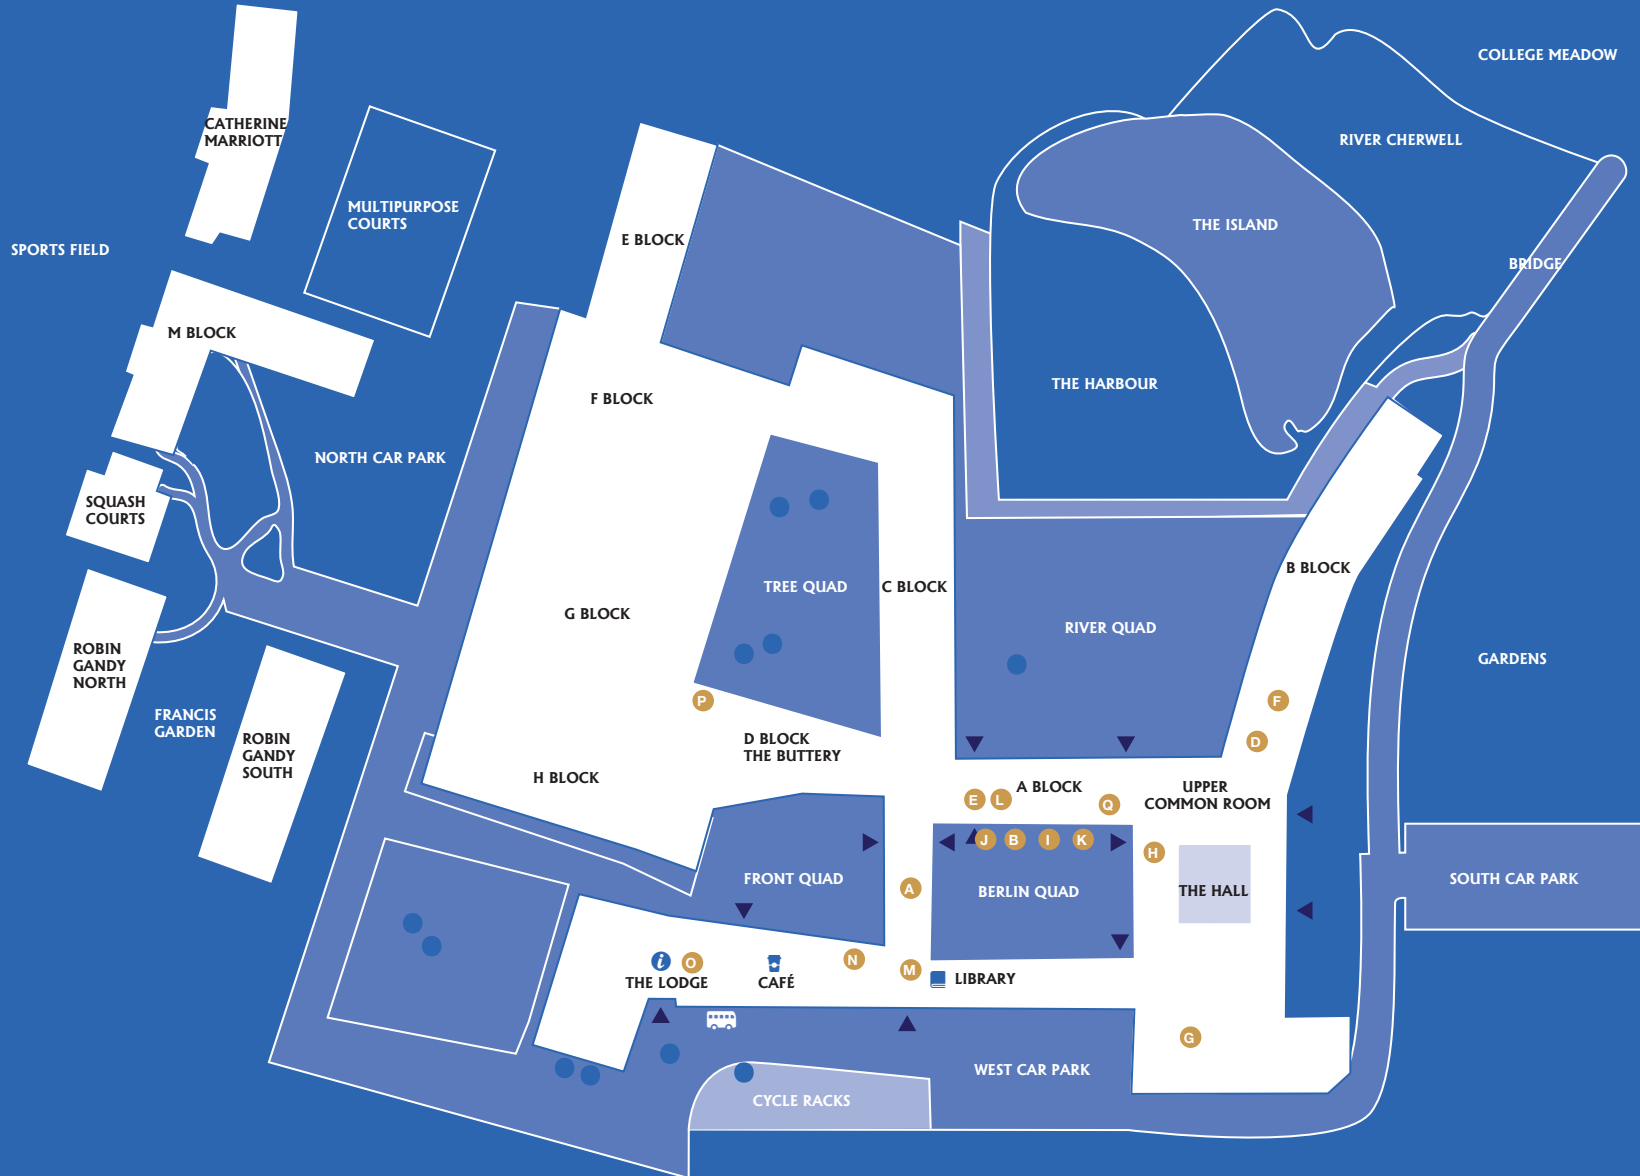 COLLEGE MEADOW
CATHERINE
MARRIOTT
RIVER CHERWELL
MULTIPURPOSE
COURTS
THE ISLAND
E BLOCK
SPORTS FIELD
BRIDGE
M BLOCK
THE HARBOUR
F BLOCK
NORTH CAR PARK
SQUASH
COURTS
B BLOCK
TREE QUAD
C BLOCK
G BLOCK
RIVER QUAD
ROBIN
GANDY
NORTH
GARDENS
P
F
FRANCIS
GARDEN
ROBIN
GANDY
SOUTH
D BLOCK
THE BUTTERY
D
H BLOCK
A BLOCK
UPPER
COMMON ROOM
E
L
Q
J
B
I
K
H
FRONT QUAD
A
BERLIN QUAD
THE HALL
SOUTH CAR PARK
i
O
N
M
THE LODGE
CAFÉ
LIBRARY
G
WEST CAR PARK
CYCLE RACKS